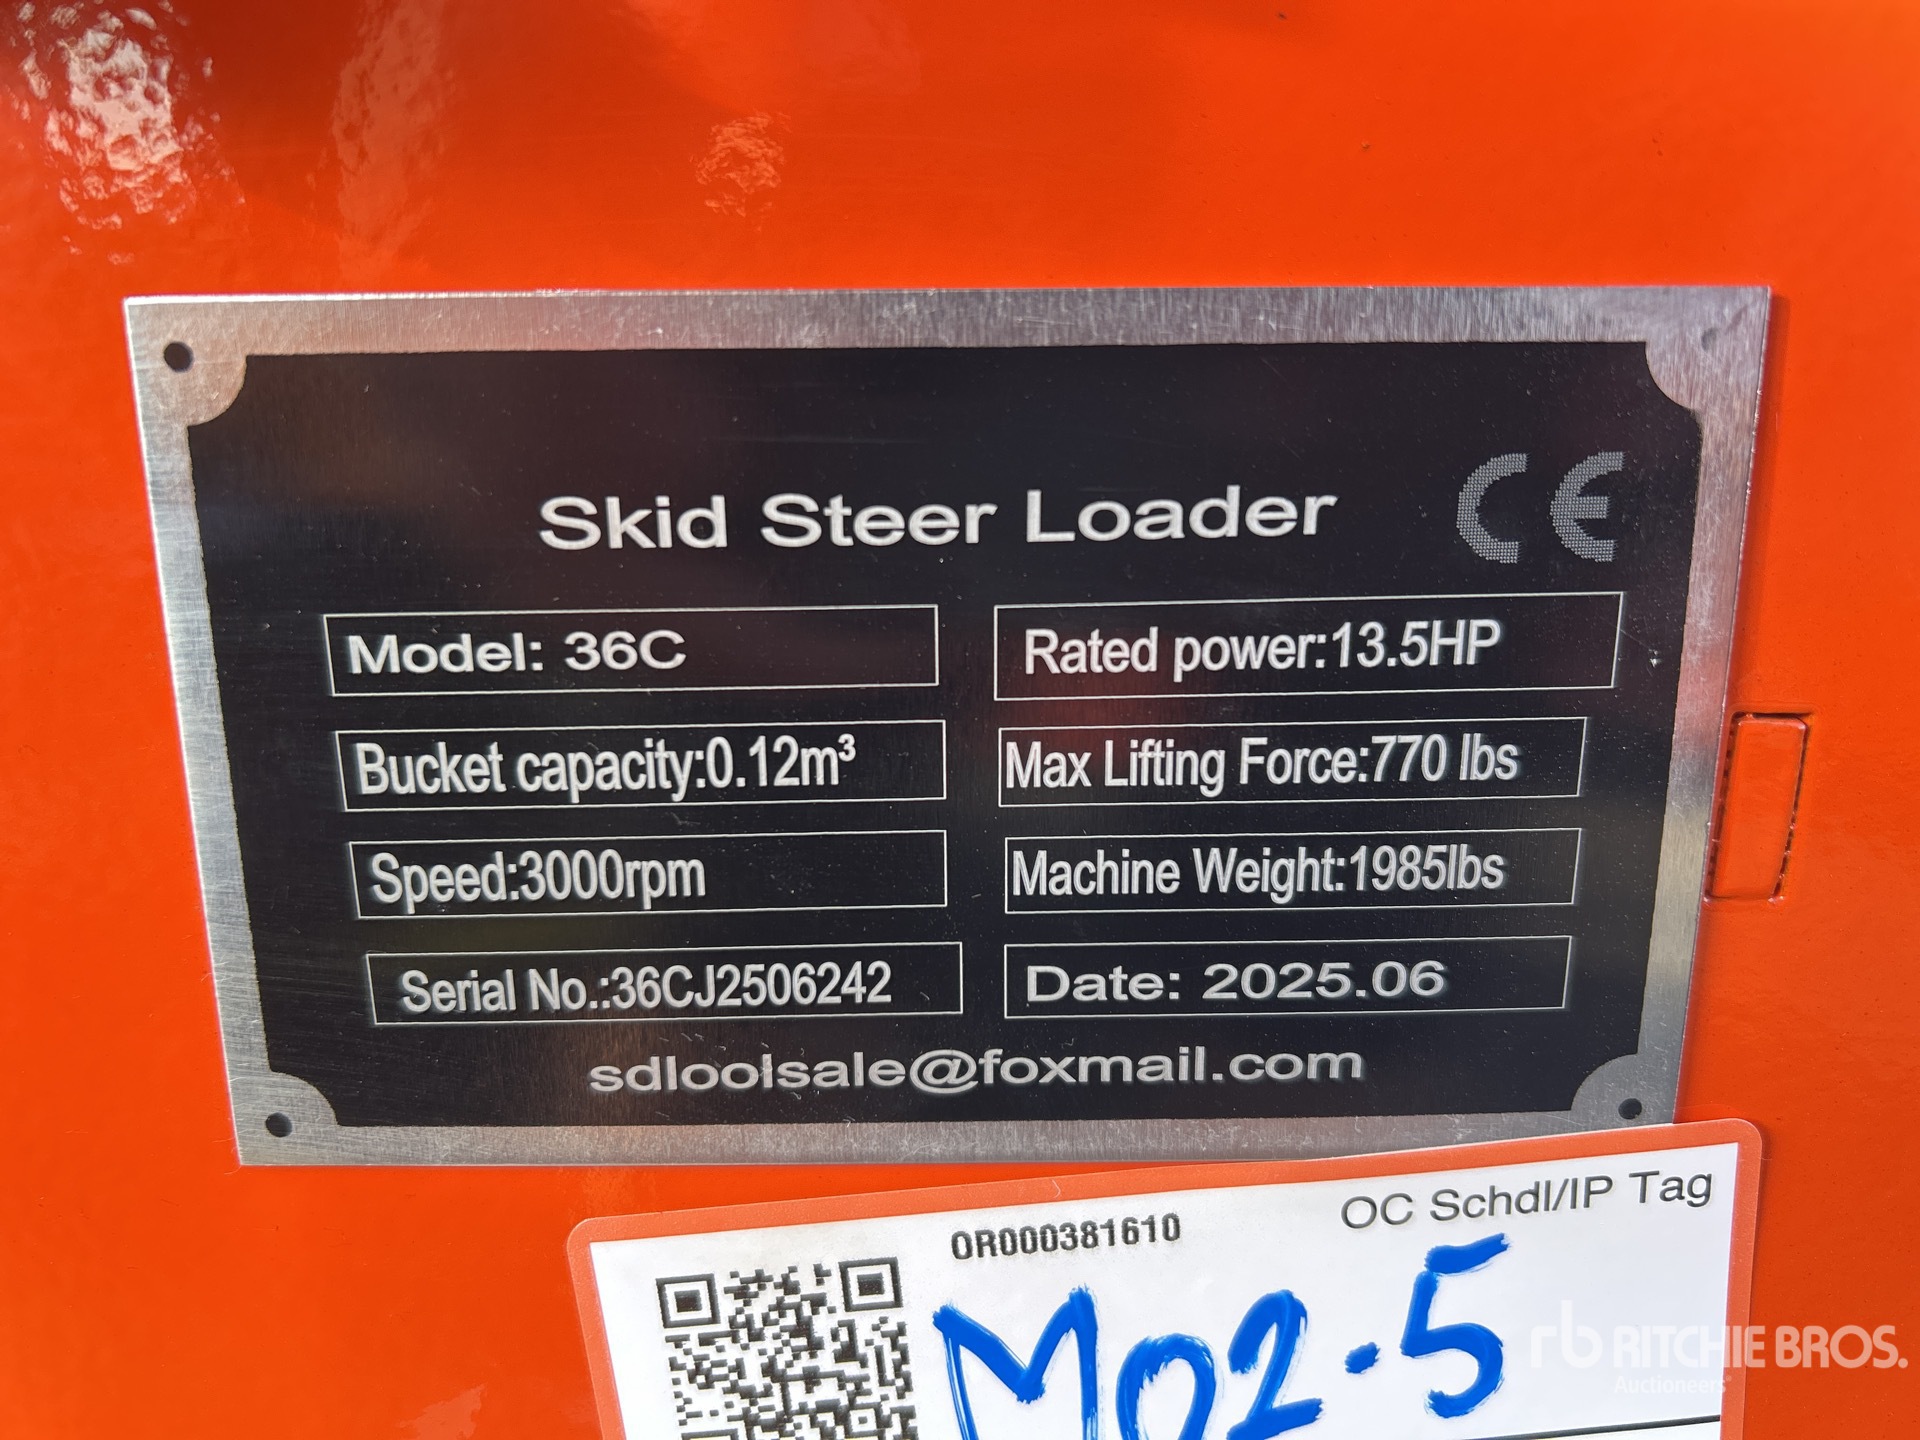 CE
Skid Steer Loader
Model: 36C
Rated power:13.5HP
Bucket capacity:0.12m³
Max Lifting Force:770 lbs
Speed:3000rpm
Machine Weight:1985lbs
Serial No.:36CJ2506242
Date: 2025.06
sdloolsale@foxmail.com
OC Schdl/IP Tag
0R000381610
M02.5
rb RITCHIE BROS.
Auctioneers